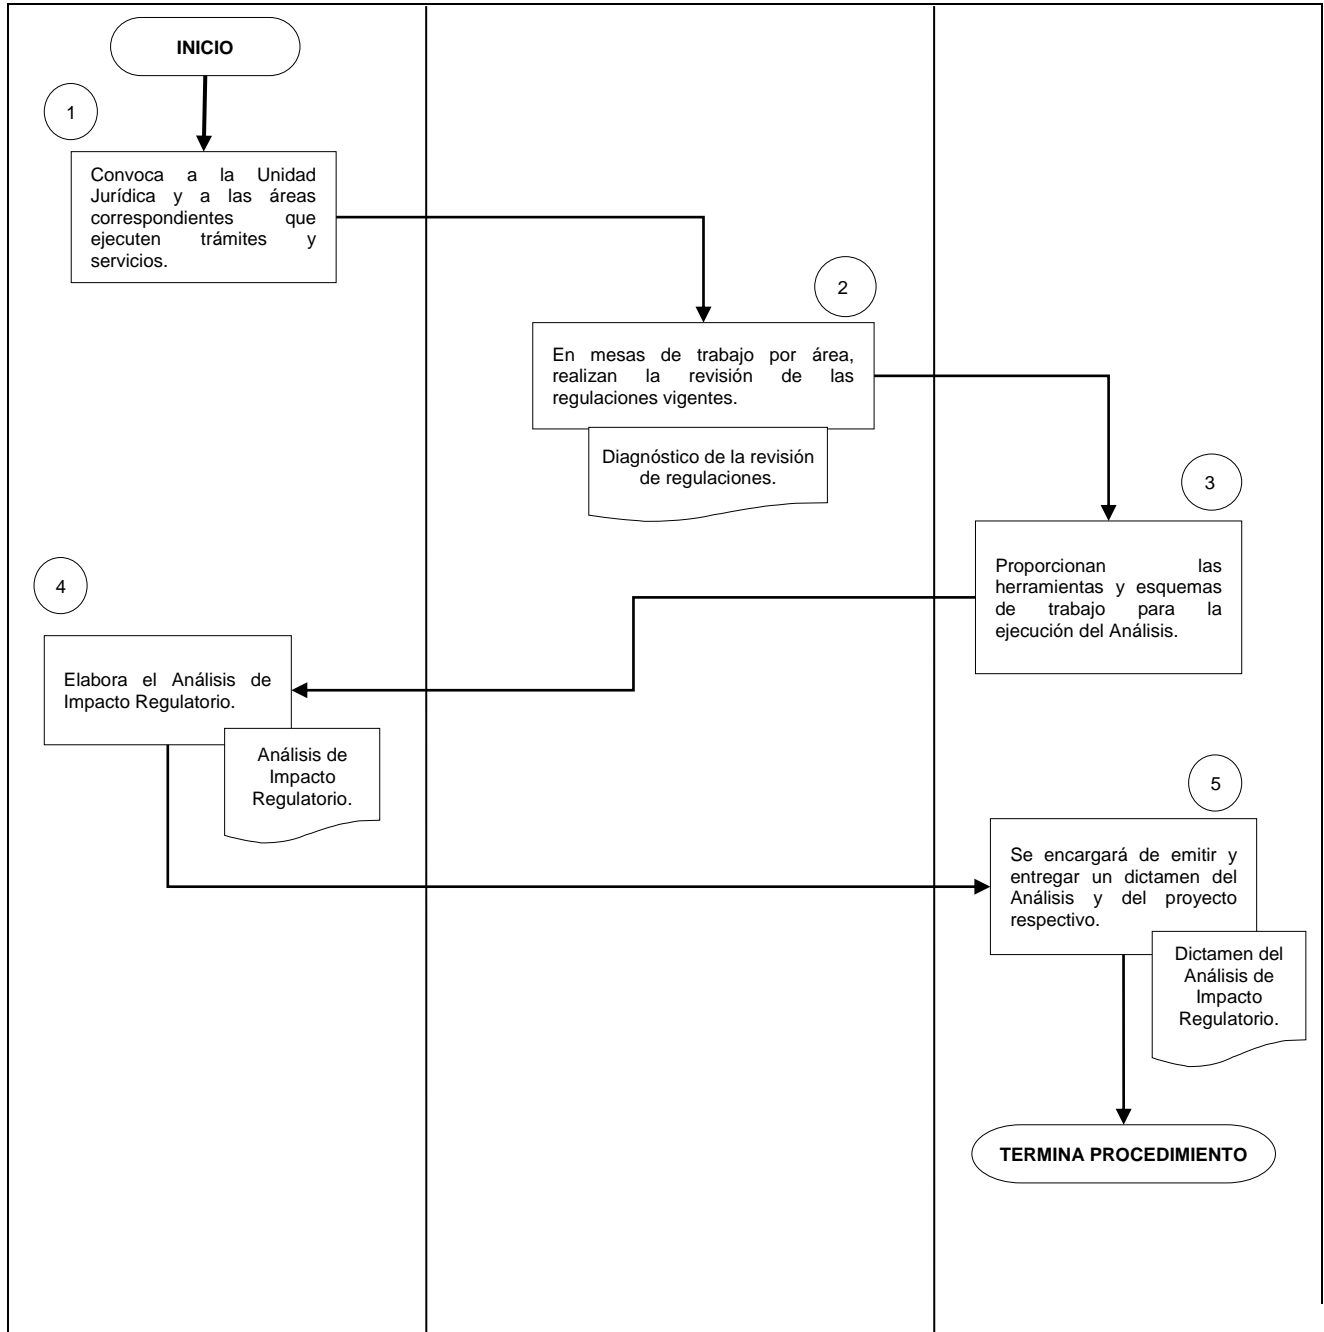 INICIO
1
Convoca a la Unidad
Jurídica y a las áreas
correspondientes que
ejecuten trámites y
servicios.
2
En mesas de trabajo por área,
realizan la revisión de las
regulaciones vigentes.
Diagnóstico de la revisión
de regulaciones.
3
Proporcionan las
herramientas y esquemas
de trabajo para la
ejecución del Análisis.
4
Elabora el Análisis de
Impacto Regulatorio.
Análisis de
Impacto
Regulatorio.
5
Se encargará de emitir y
entregar un dictamen del
Análisis y del proyecto
respectivo.
Dictamen del
Análisis de
Impacto
Regulatorio.
TERMINA PROCEDIMIENTO